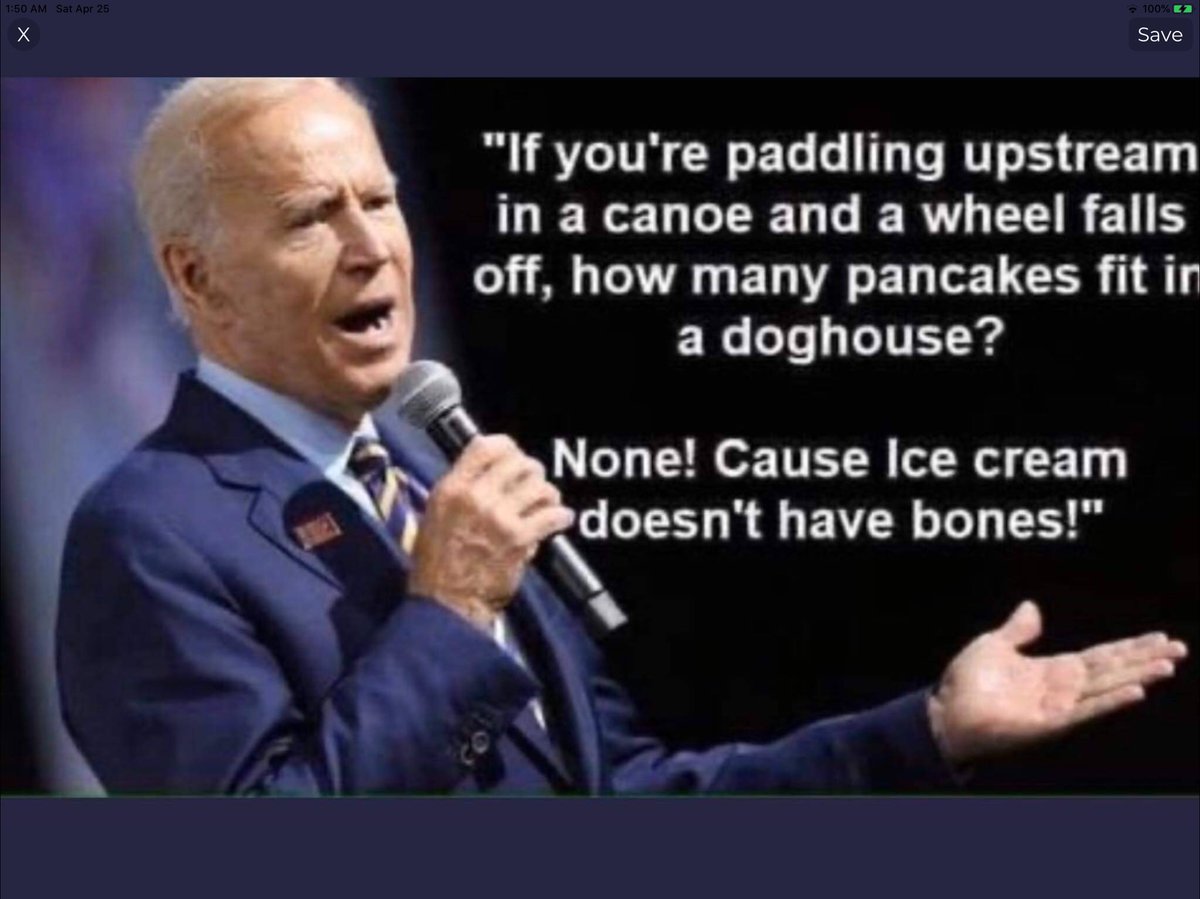 1:50 AM Sat Apr 25
100%
X
Save
"If you're paddling upstream
in a canoe and a wheel falls
off, how many pancakes fit in
a doghouse?
None! Cause Ice cream
doesn't have bones!"